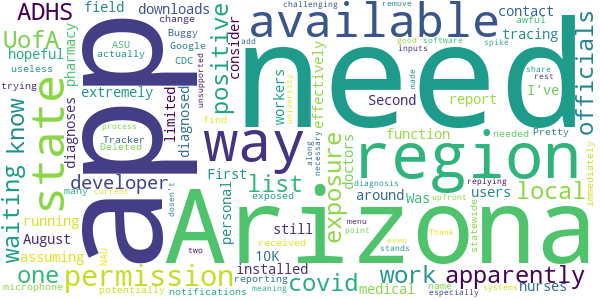 ADHS
downloads
change
field
Buggy
Google
ASU
CDC
UofA
hopeful
actually
useless
pharmacy
trying
extremely
Deleted
Tracker
process
diagnoses
diagnosed
limited
unsupported
positive
workers
find
university
consider
effectively
available
contact
tracing
challenging
remove
awful
add
good software
spike
inputs
made
share
rest
I've
officials
need
app
state
Waiting know
developer
many
current
NAU
dosen't
First
personal
way
list
exposure
doctors
Second
report
function
needed
Pretty
immediately
along
necessary
region
running
August
assuming
one
permission
microphone
potentially
notifications
two
received
reporting
meaning
exposed
still
10K
installed
covid
Arizona
Was
around
medical
diagnosis
upfront
users
replying
menu
point
even
stands
work
name
especially
Thank
systems
statewide
local
apparently
nurses